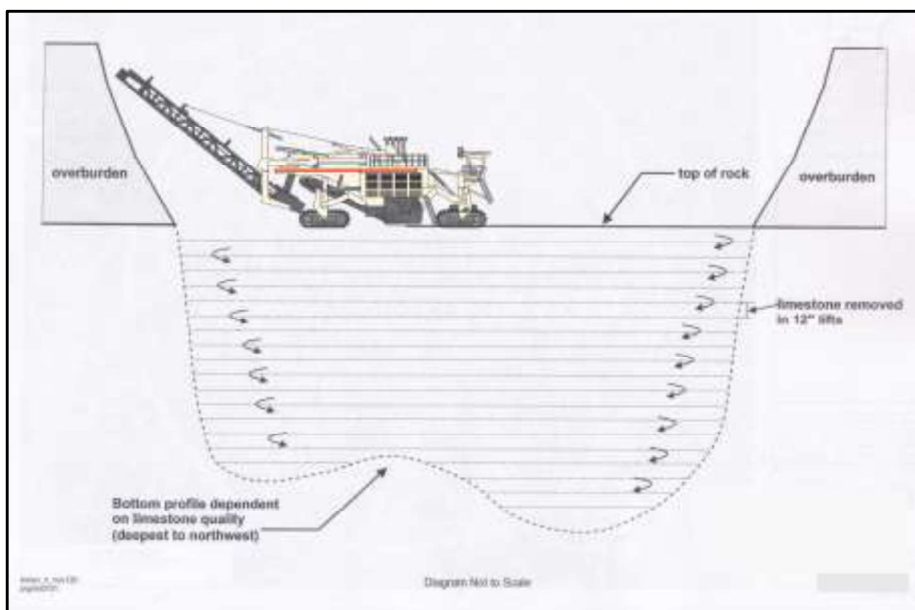 overburden
top of rock
overburden
limestone removed
in 12" lifts
Bottom profile dependent
on limestone quality
(deepest to northwest)
Diagram Not to Scale